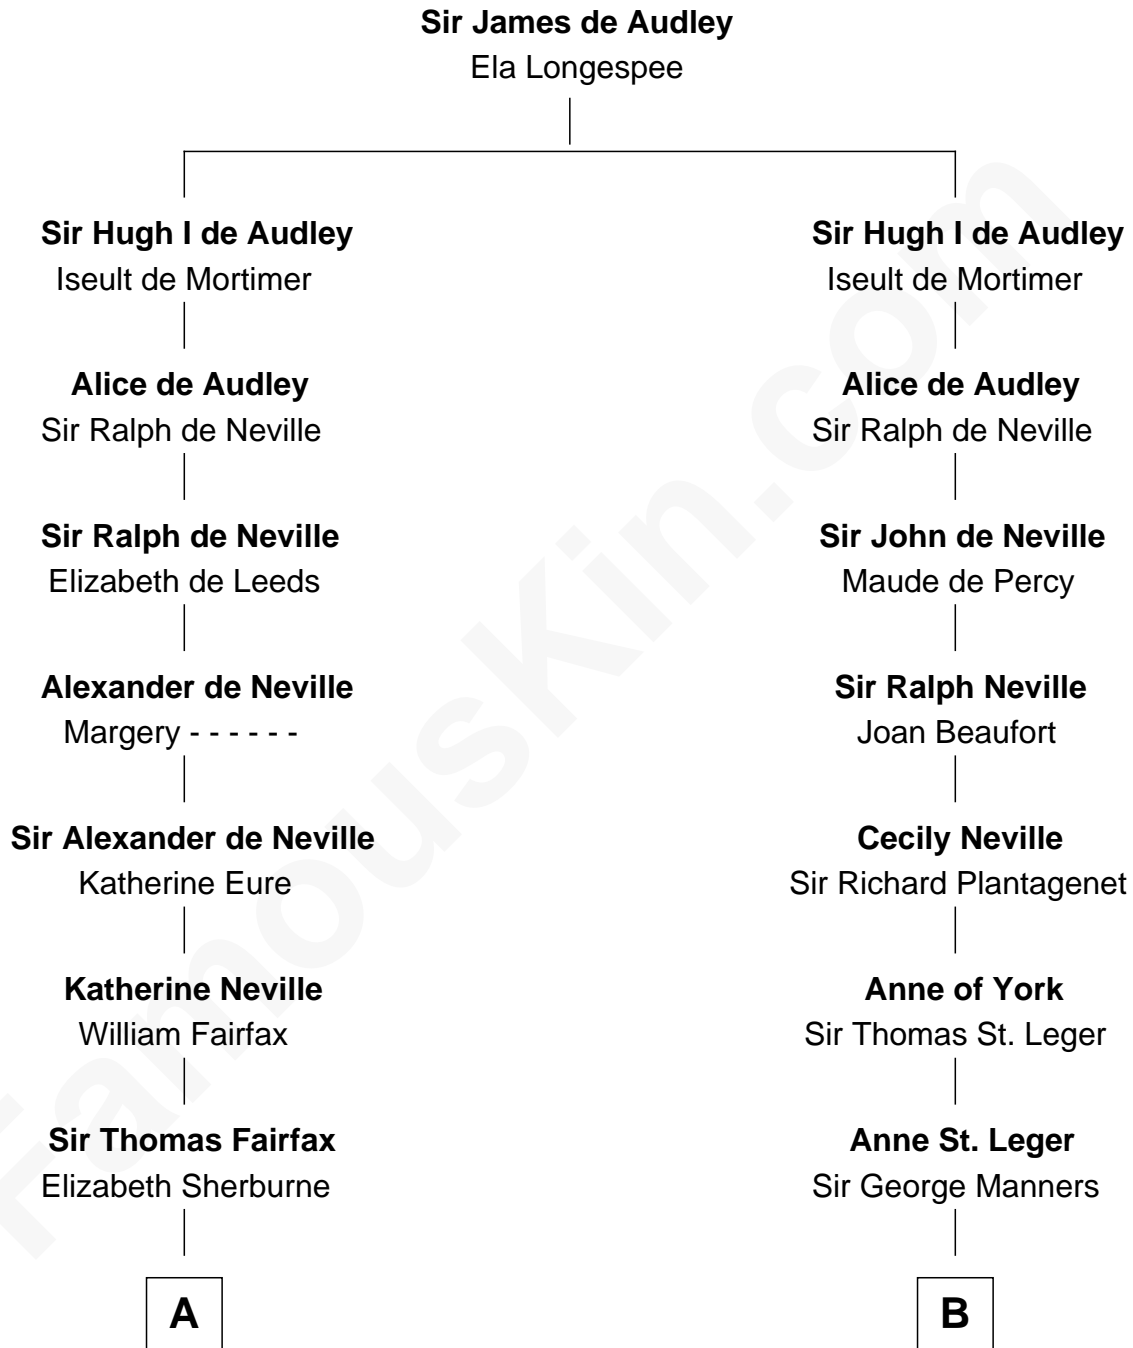 Sir James de Audley
Ela Longespee
Sir Hugh I de Audley
Iseult de Mortimer
Alice de Audley
Sir Ralph de Neville
Sir Ralph de Neville
Elizabeth de Leeds
Alexander de Neville
Margery - - - - - -
Sir Alexander de Neville
Katherine Eure
Katherine Neville
William Fairfax
Sir Thomas Fairfax
Elizabeth Sherburne
A
Sir Hugh I de Audley
Iseult de Mortimer
Alice de Audley
Sir Ralph de Neville
Sir John de Neville
Maude de Percy
Sir Ralph Neville
Joan Beaufort
Cecily Neville
Sir Richard Plantagenet
Anne of York
Sir Thomas St. Leger
Anne St. Leger
Sir George Manners
B
FamousKin.com